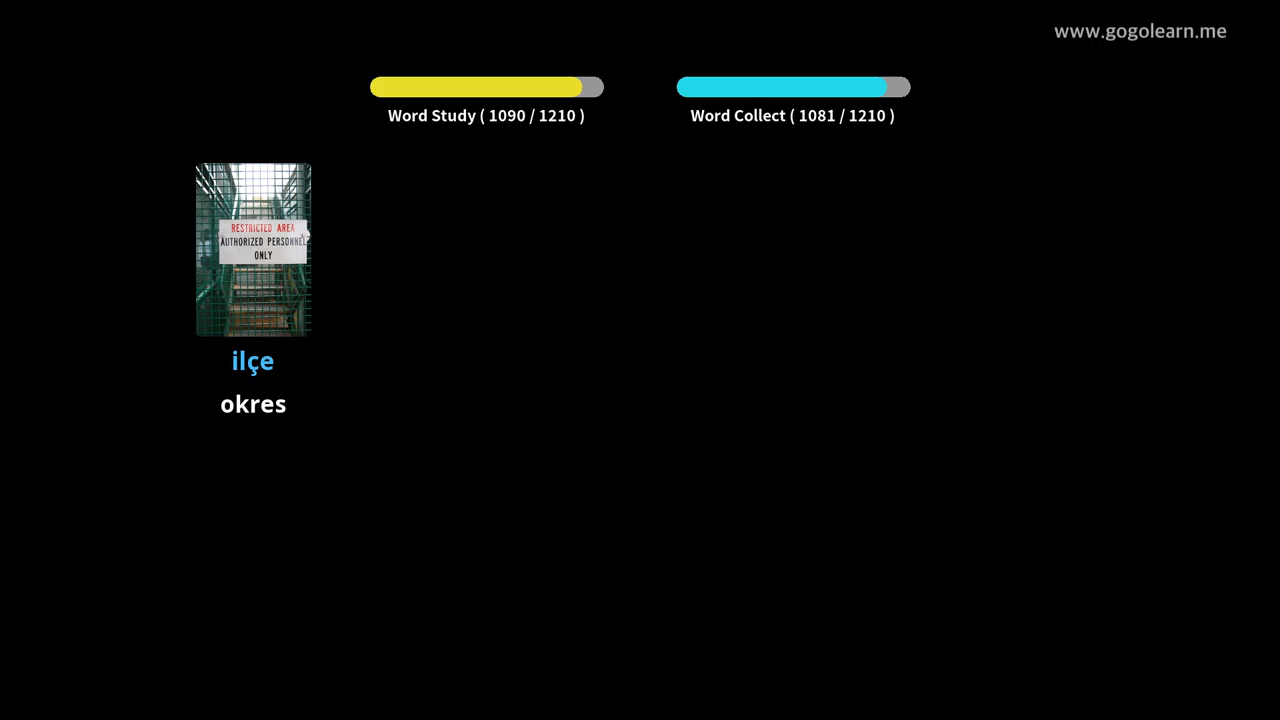 www.gogolearn.me
Word Study ( 1090 / 1210 )
Word Collect ( 1081 / 1210 )
RESTRICTED AREA
AUTHORIZED PERSONNEL
ONLY
ilçe
okres